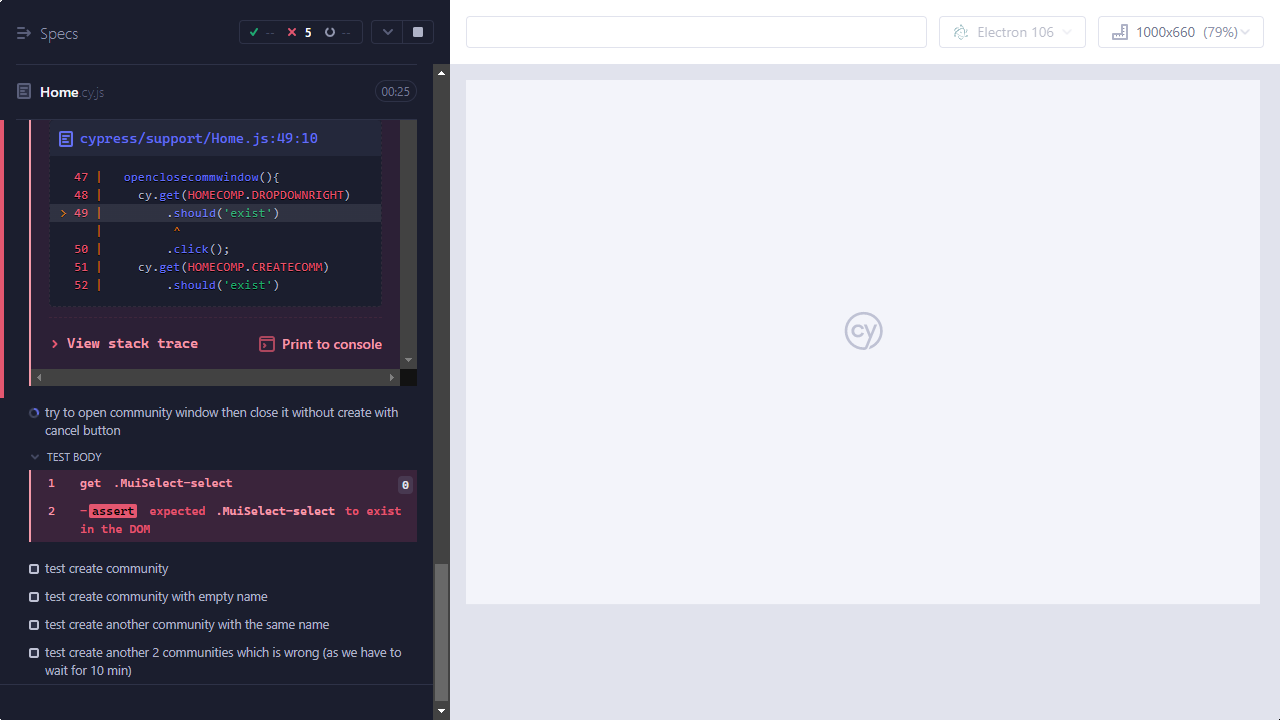 Specs
-- 5 --
Electron 106
1000x660 (79%)
Home.cy.js
00:25
cypress/support/Home.js:49:10
47 | openclosecommwindow(){
48 | cy.get(HOMECOMP.DROPDOWNRIGHT)
> 49 | .should('exist')
| ^
50 | .click();
51 | cy.get(HOMECOMP.CREATECOMM)
52 | .should('exist')
> View stack trace
Print to console
try to open community window then close it without create with
cancel button
TEST BODY
1 get .MuiSelect-select 0
2 -assert expected .MuiSelect-select to exist
in the DOM
test create community
test create community with empty name
test create another community with the same name
test create another 2 communities which is wrong (as we have to
wait for 10 min)
cy